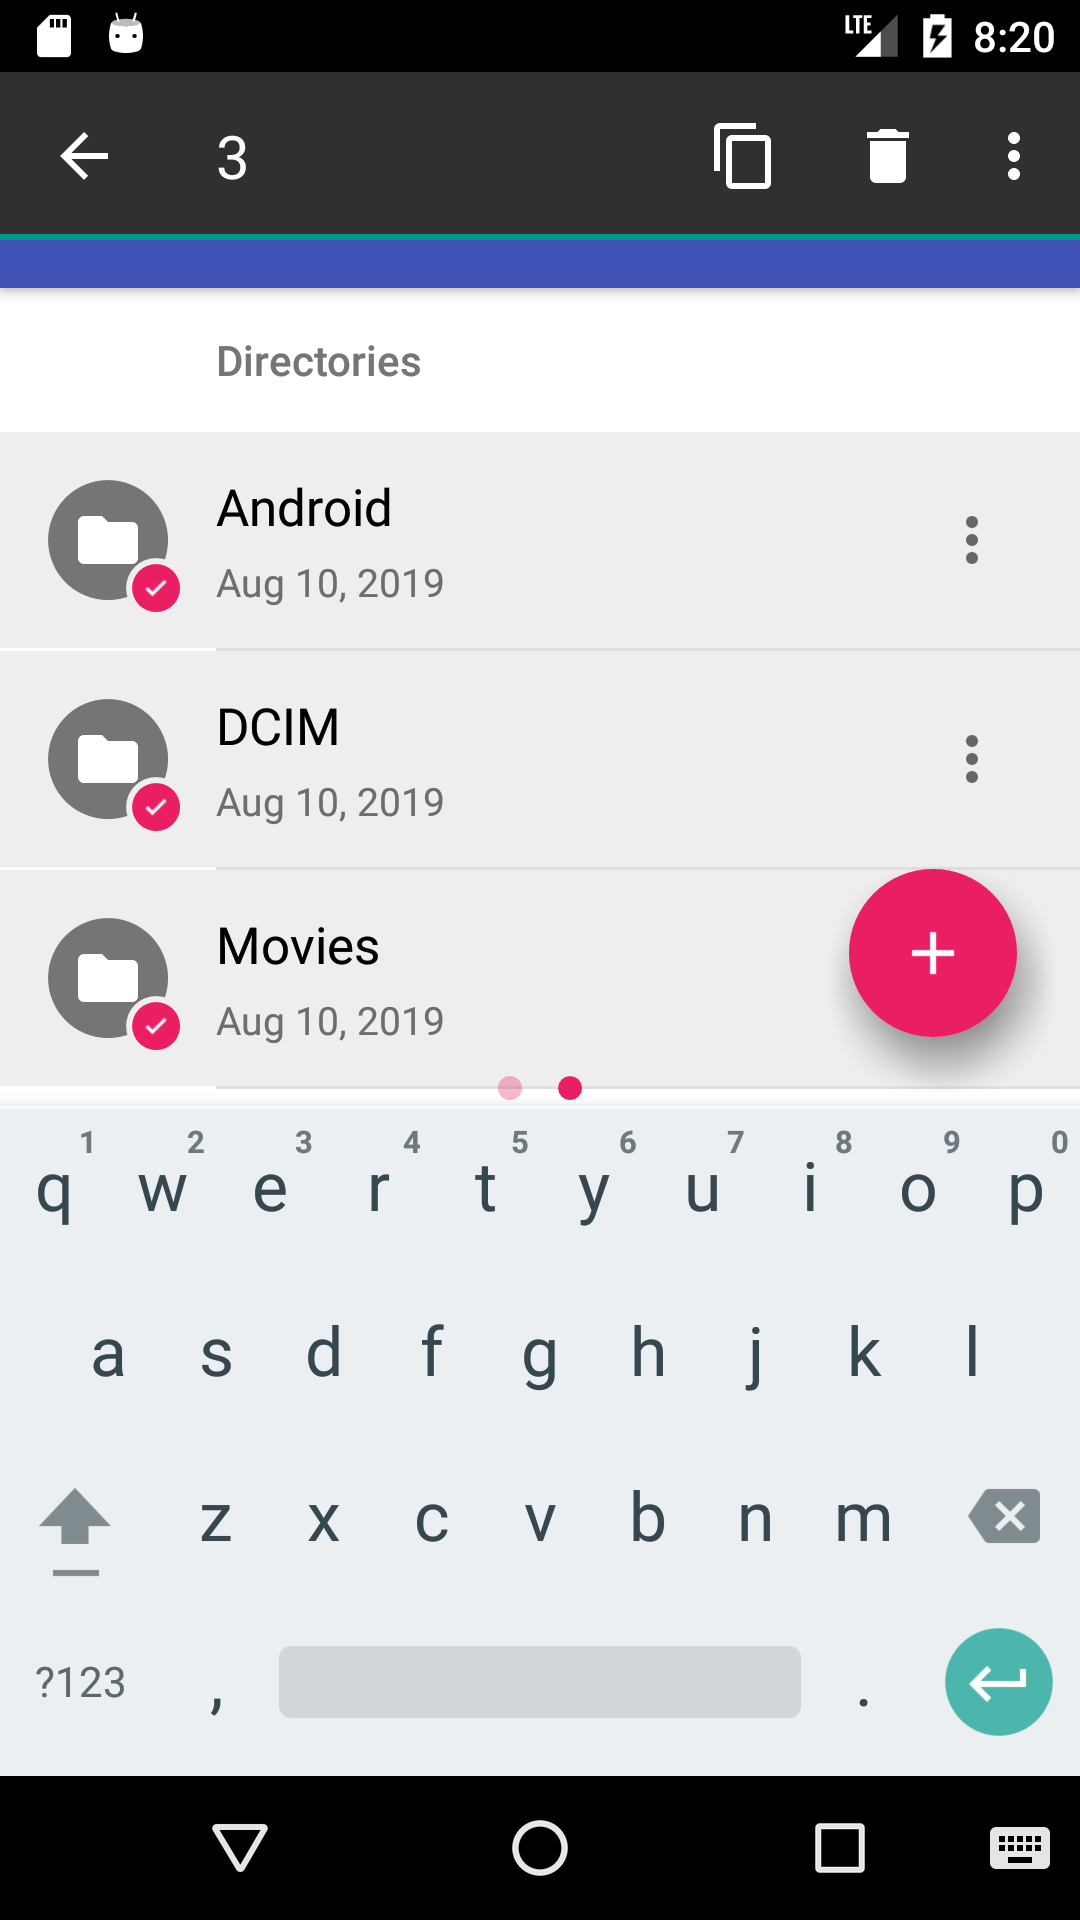 LTE 8:20
3
Directories
Android
Aug 10, 2019
DCIM
Aug 10, 2019
Movies
Aug 10, 2019
1 2 3 4 5 6 7 8 9 0
q w e r t y u i o p
a s d f g h j k l
z x c v b n m
?123 , .